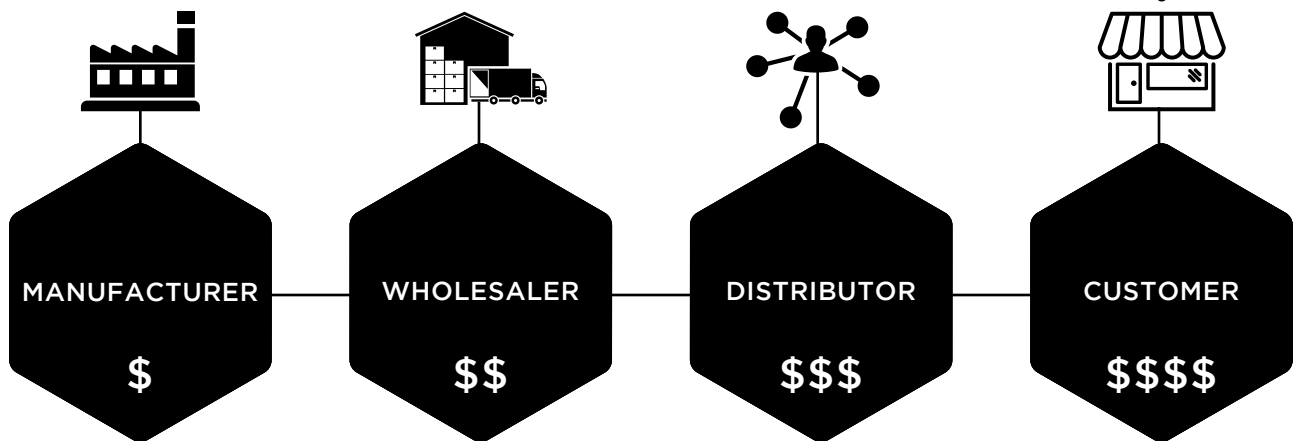 MANUFACTURER
$
WHOLESALER
$$
DISTRIBUTOR
$$$
CUSTOMER
$$$$